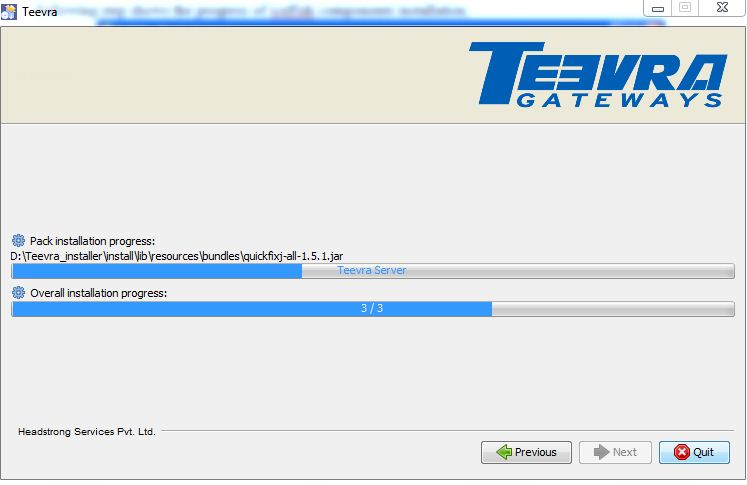 Teevra
TEEVRA
GATEWAYS
Pack installation progress:
D:\Teevra_installer\install\lib\resources\bundles\quickfixj-all-1.5.1.jar
Teevra Server
Overall installation progress:
3 / 3
Headstrong Services Pvt. Ltd.
Previous
Next
Quit